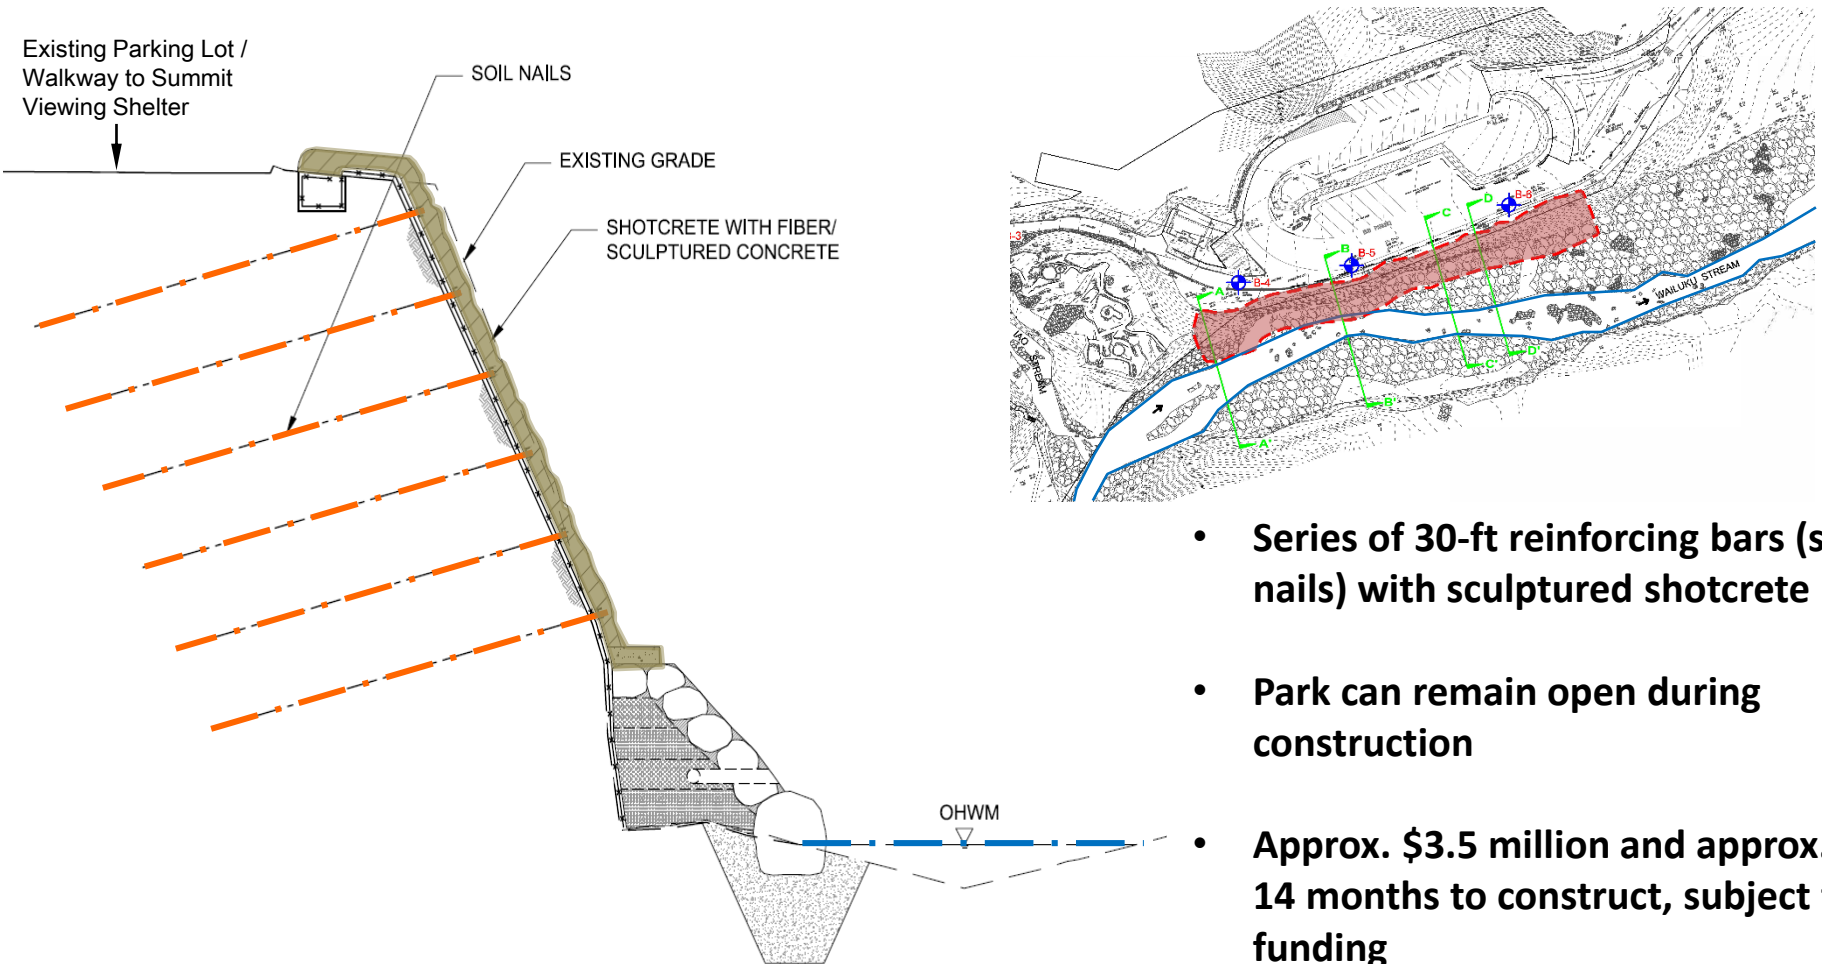 Existing Parking Lot /
Walkway to Summit
Viewing Shelter
SOIL NAILS
EXISTING GRADE
SHOTCRETE WITH FIBER/
SCULPTURED CONCRETE
OHWM
B-3
B-4
B-5
B-6
A
B
C
D
A'
B'
C'
D'
WAILUKU STREAM
STREAM
• Series of 30-ft reinforcing bars (s
nails) with sculptured shotcrete
• Park can remain open during
construction
• Approx. $3.5 million and approx.
14 months to construct, subject
funding